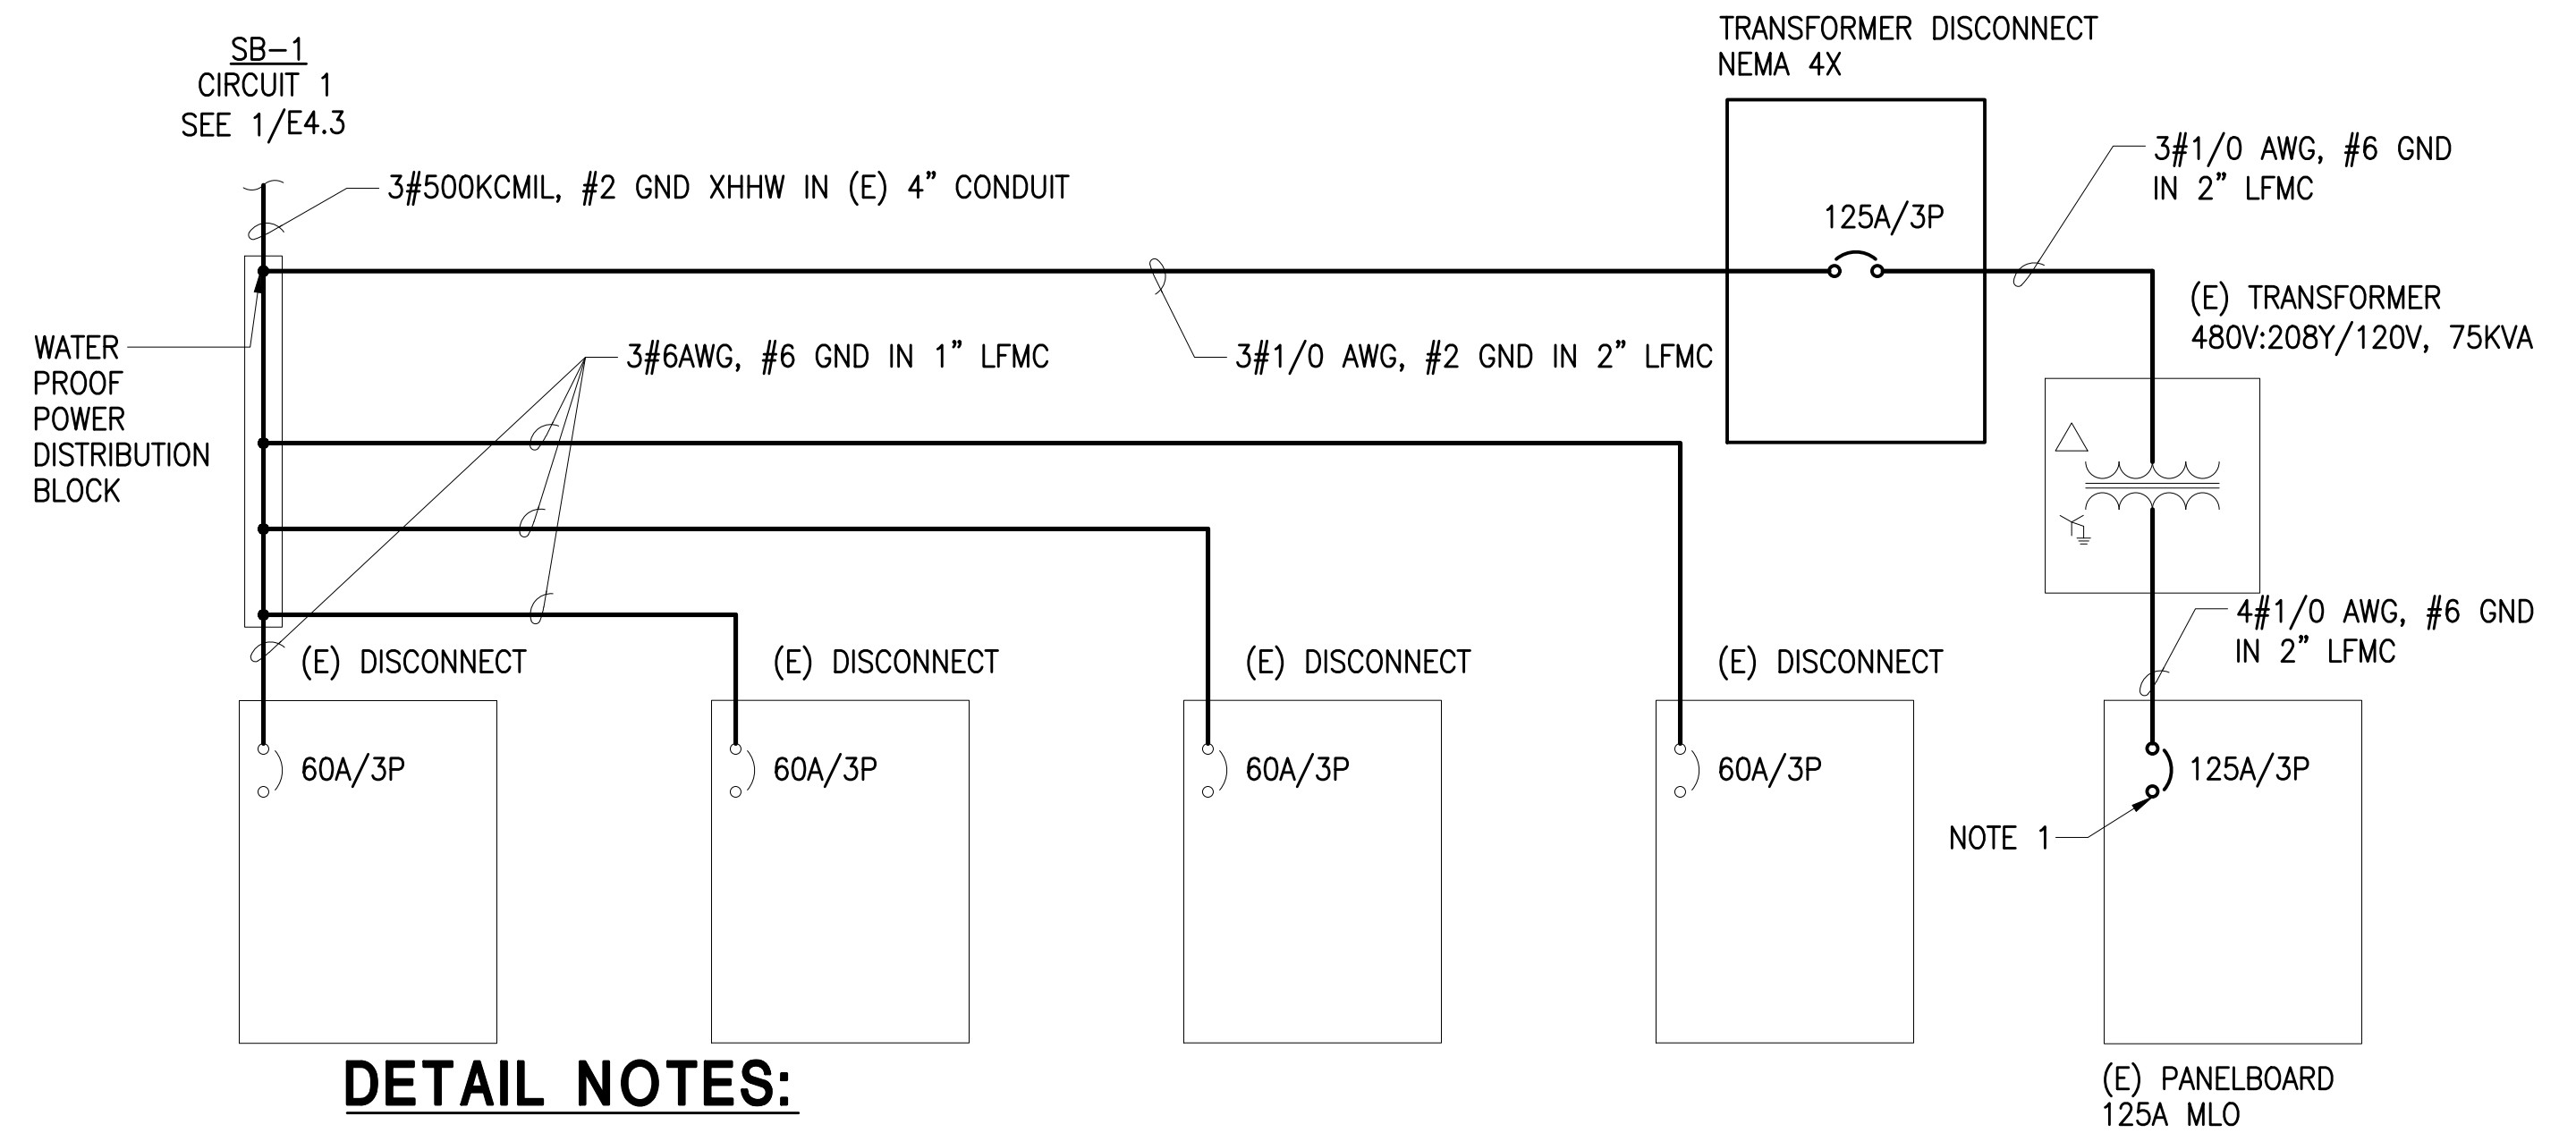 SB-1
CIRCUIT 1
SEE 1/E4.3
TRANSFORMER DISCONNECT
NEMA 4X
3#500KCMIL, #2 GND XHHW IN (E) 4" CONDUIT
125A/3P
3#1/0 AWG, #6 GND
IN 2" LFMC
(E) TRANSFORMER
480V:208Y/120V, 75KVA
WATER
PROOF
POWER
DISTRIBUTION
BLOCK
3#6AWG, #6 GND IN 1" LFMC
3#1/0 AWG, #2 GND IN 2" LFMC
4#1/0 AWG, #6 GND
IN 2" LFMC
(E) DISCONNECT
(E) DISCONNECT
(E) DISCONNECT
(E) DISCONNECT
60A/3P
60A/3P
60A/3P
60A/3P
125A/3P
NOTE 1
(E) PANELBOARD
125A MLO
DETAIL NOTES: